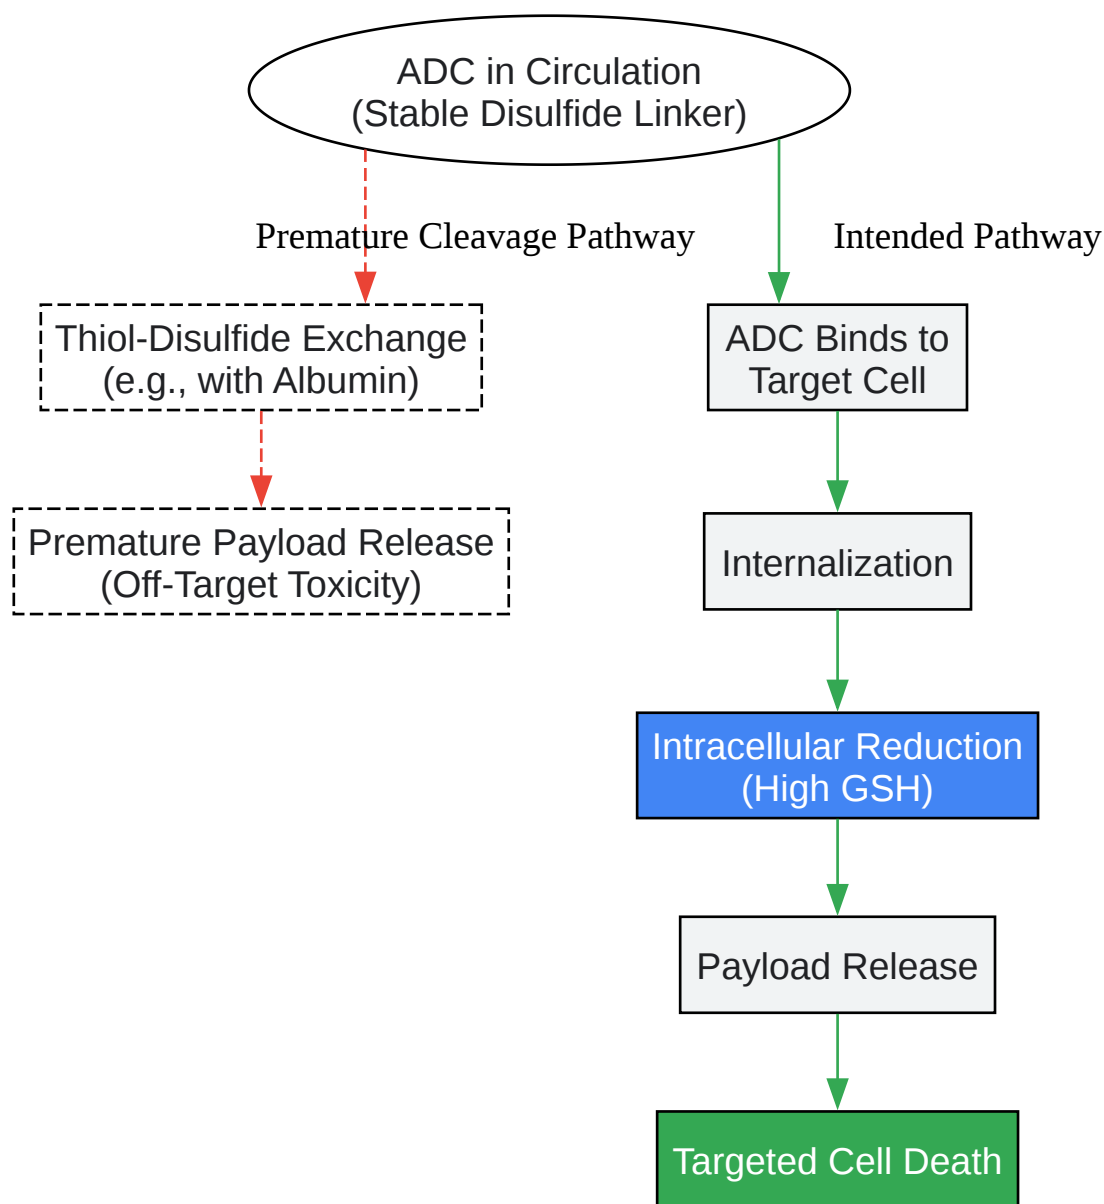 ADC in Circulation
(Stable Disulfide Linker)
Premature Cleavage Pathway
Intended Pathway
Thiol-Disulfide Exchange
(e.g., with Albumin)
ADC Binds to
Target Cell
Premature Payload Release
(Off-Target Toxicity)
Internalization
Intracellular Reduction
(High GSH)
Payload Release
Targeted Cell Death